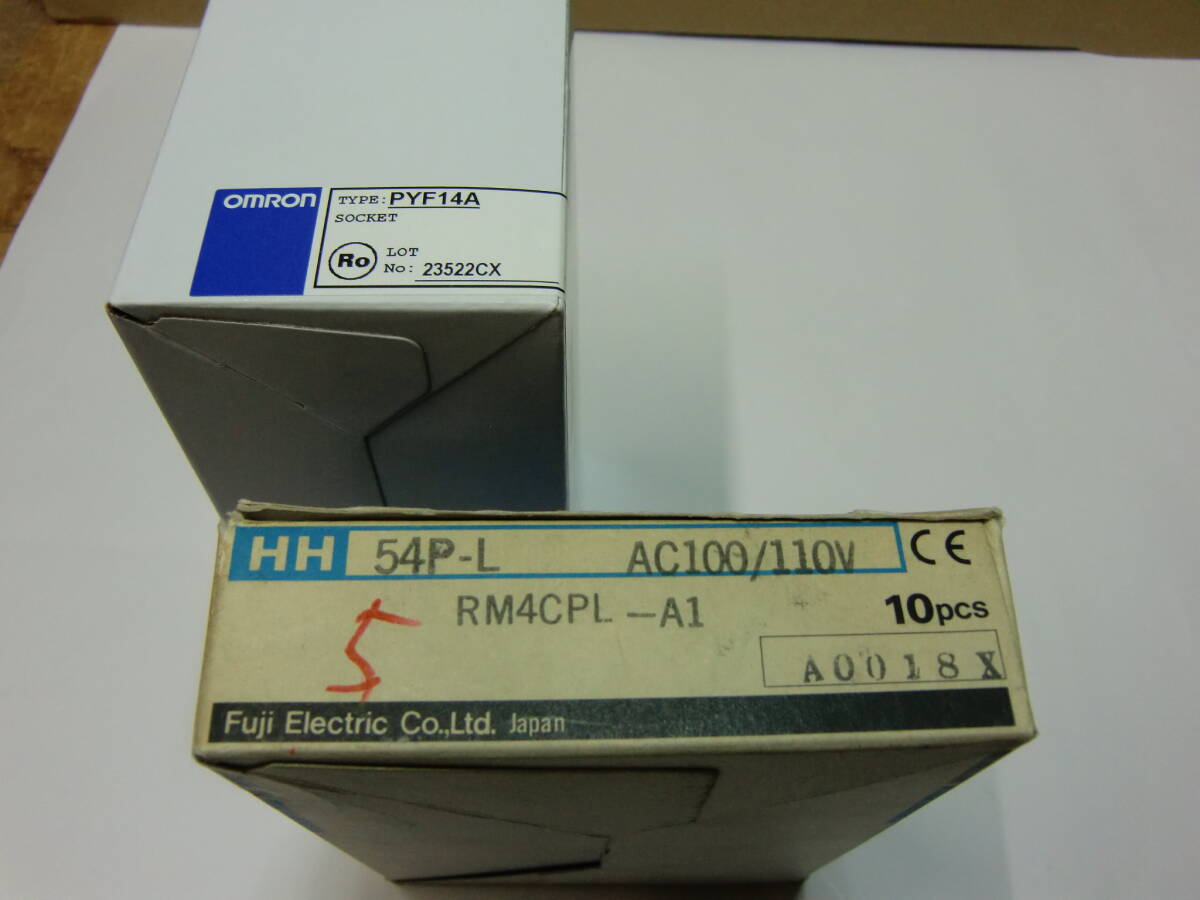 OMRON
TYPE: PYF14A
SOCKET
Ro
LOT
No: 23522CX
HH 54P-L AC100/110V CE
RM4CPL-A1 10pcs
5
A0018X
Fuji Electric Co.,Ltd. Japan